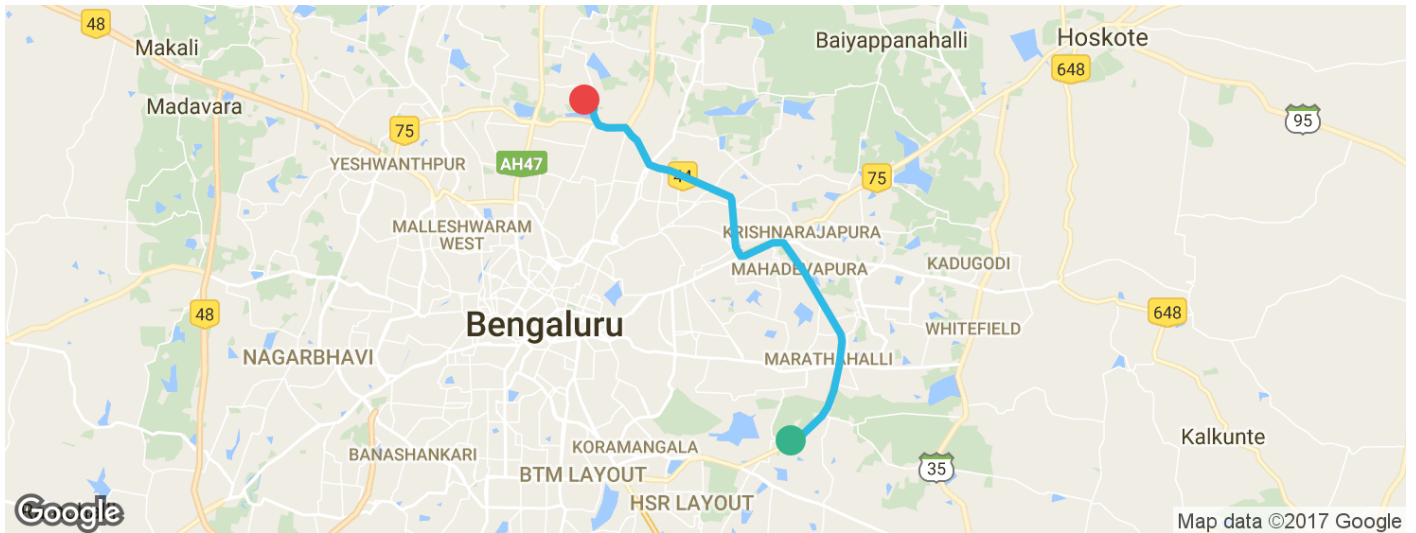 48
Makali
Baiyappanahalli
Hoskote
648
Madavara
75
95
YESHWANTHPUR
AH47
44
75
MALLESHWARAM
WEST
KRISHNARAJAPURA
MAHADEVAPURA
KADUGODI
48
Bengaluru
648
WHITEFIELD
NAGARBHAVI
MARATHAHALLI
KORAMANGALA
Kalkunte
BANASHANKARI
BTM LAYOUT
35
HSR LAYOUT
Google
Map data ©2017 Google